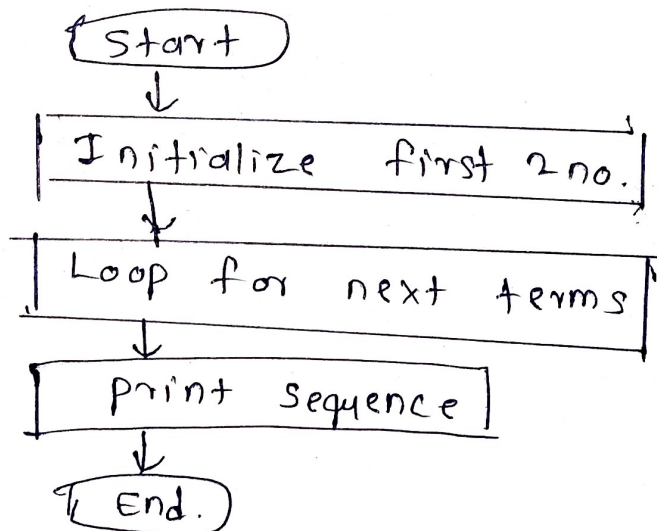 Start
Initialize first 2 no.
Loop for next terms
print sequence
End.